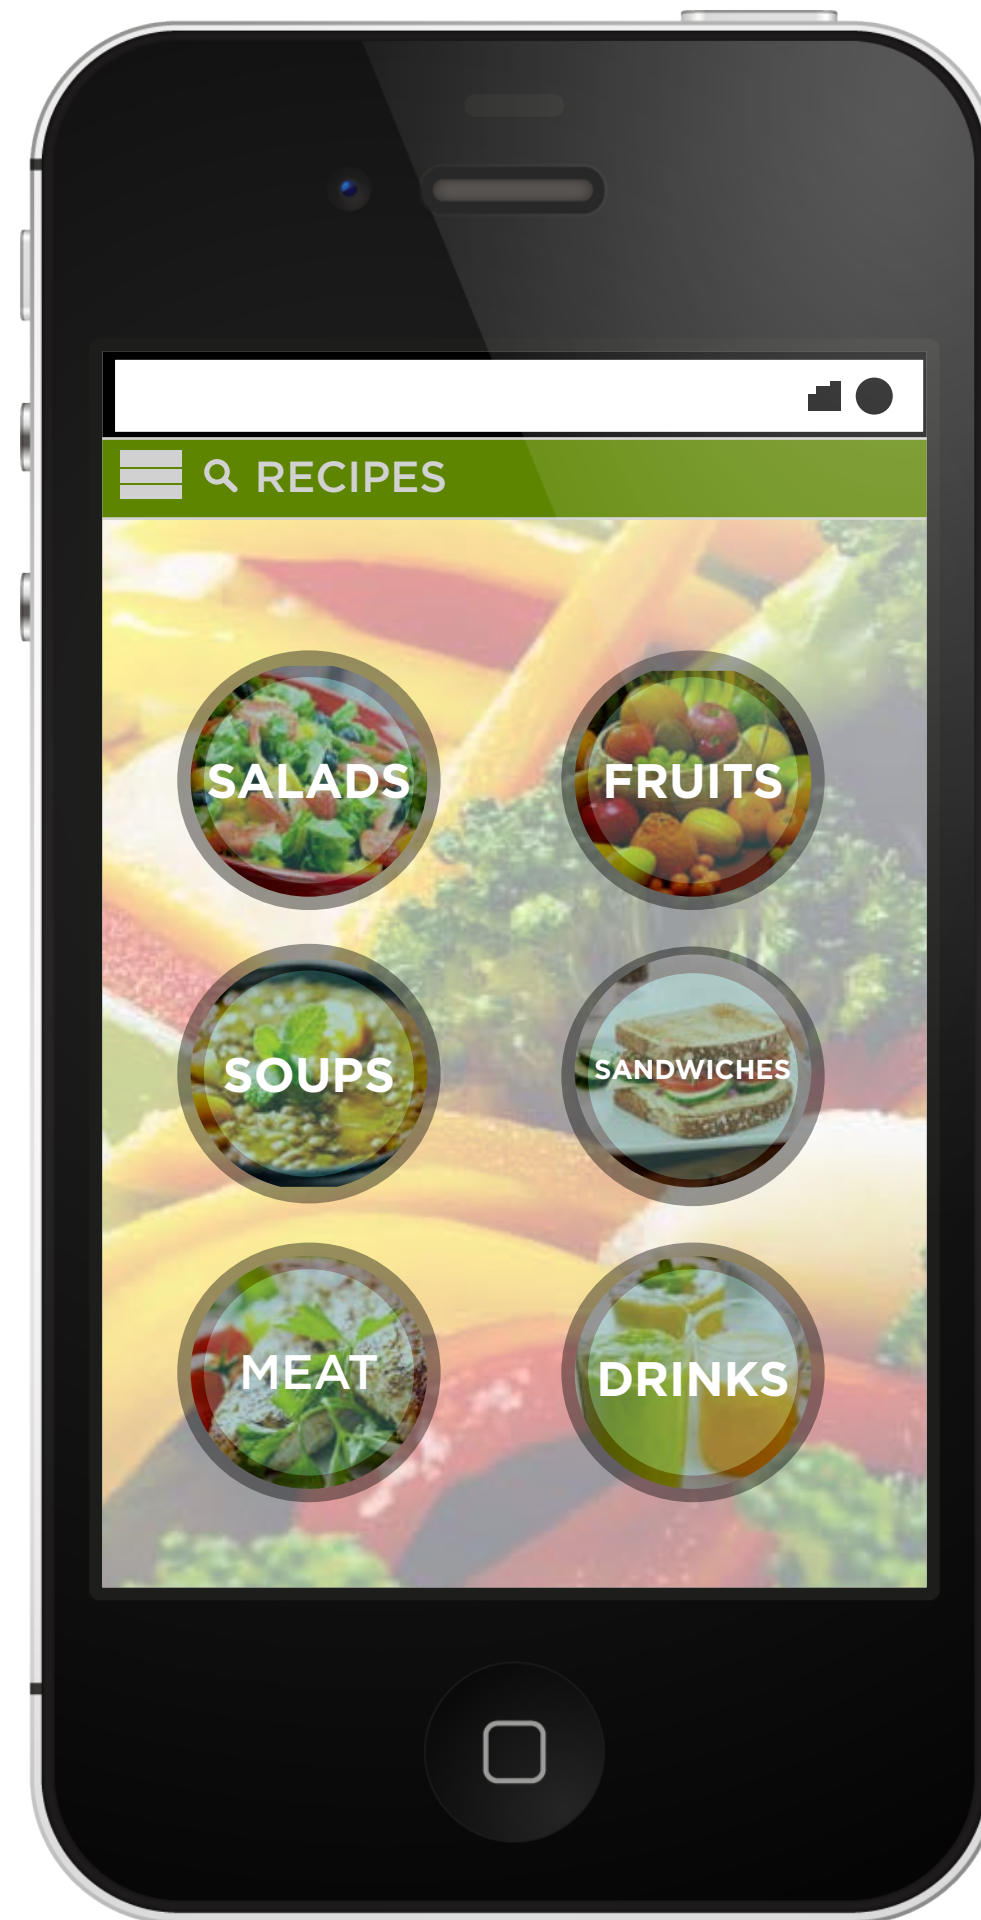 RECIPES
SALADS
FRUITS
SOUPS
SANDWICHES
MEAT
DRINKS